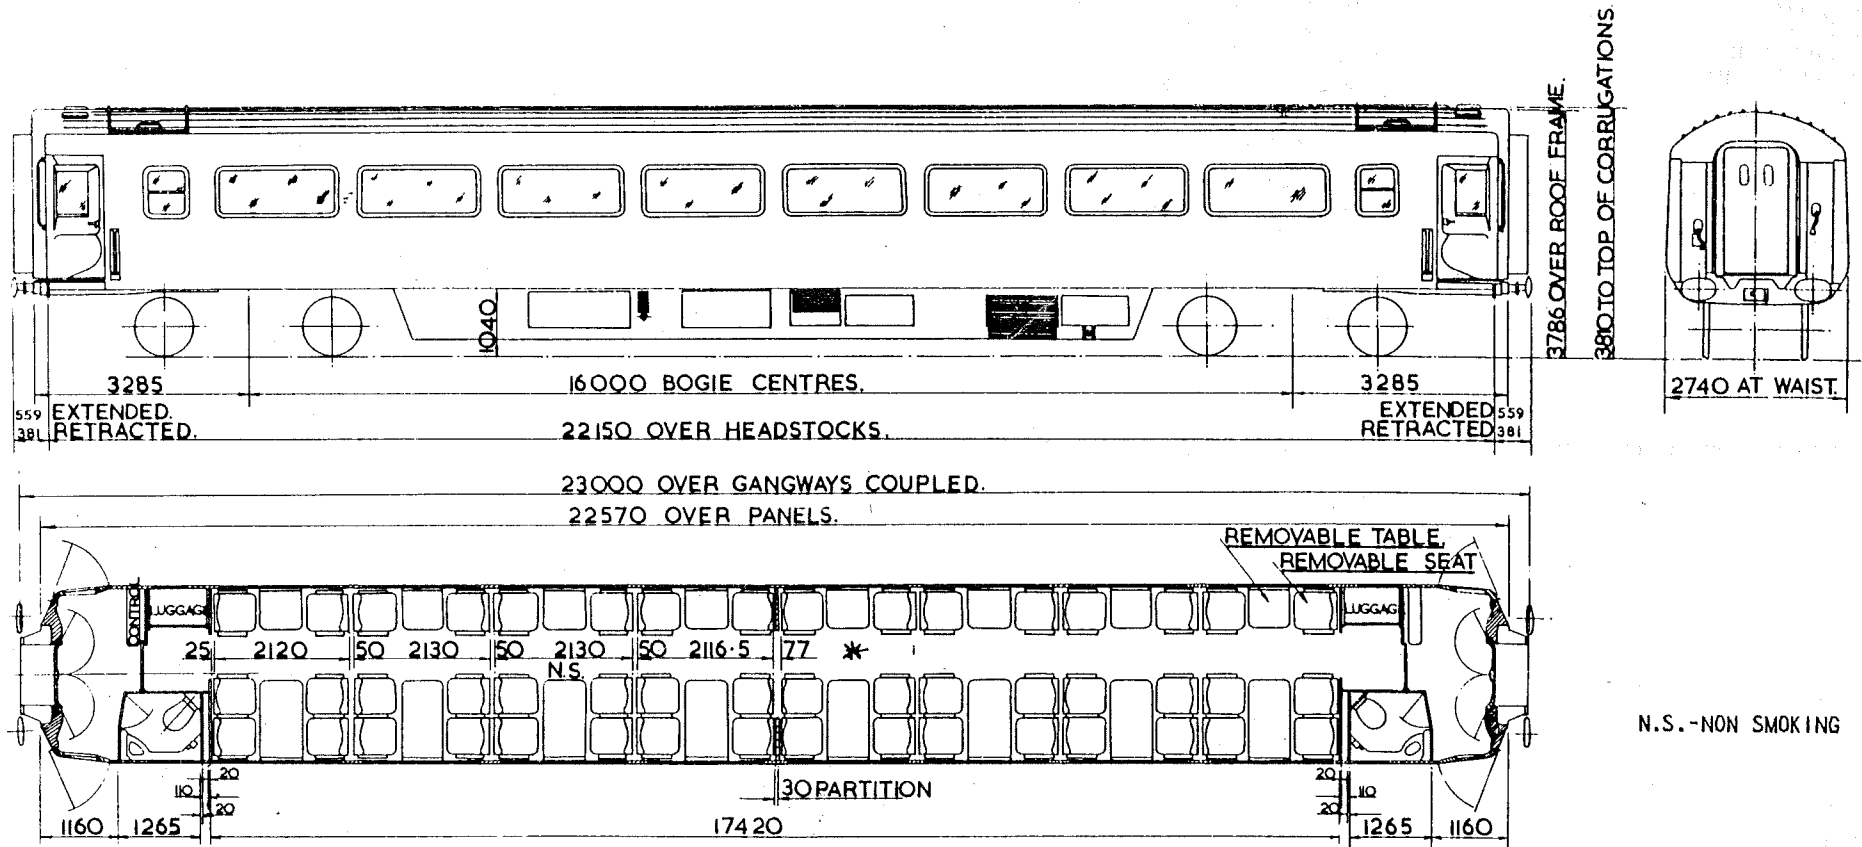 3786 OVER ROOF FRAME.
3810 TO TOP OF CORRUGATIONS.
1040
3285
16000 BOGIE CENTRES.
3285
2740 AT WAIST.
559 EXTENDED.
381 RETRACTED.
EXTENDED 559
RETRACTED 381
22150 OVER HEADSTOCKS.
23000 OVER GANGWAYS COUPLED.
22570 OVER PANELS.
REMOVABLE TABLE.
REMOVABLE SEAT
CONTROL
LUGGAGE
LUGGAGE
25 2120 50 2130 50 2130 50 2116·5 77 *
N.S.
N.S.-NON SMOKING
20
110
20
30 PARTITION
20
110
20
1160 1265 17420 1265 1160